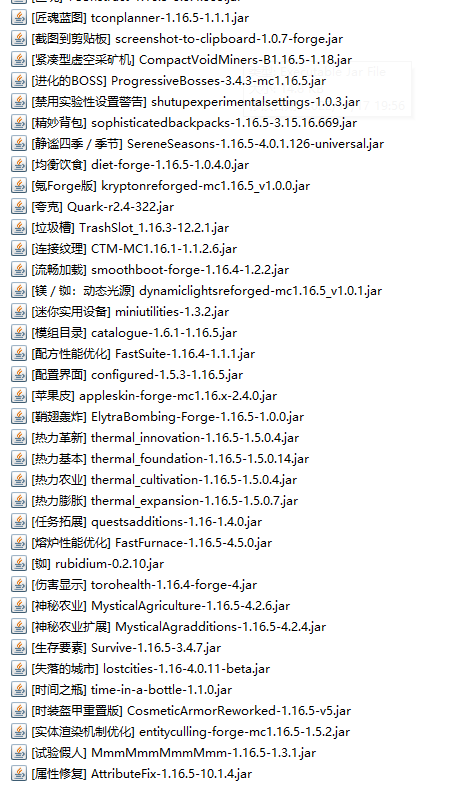 [匠魂蓝图] tconplanner-1.16.5-1.1.1.jar
[截图到剪贴板] screenshot-to-clipboard-1.0.7-forge.jar
[紧凑型虚空采矿机] CompactVoidMiners-B1.16.5-1.18.jar
[进化的BOSS] ProgressiveBosses-3.4.3-mc1.16.5.jar
[禁用实验性设置警告] shutupexperimentalsettings-1.0.3.jar
[精妙背包] sophisticatedbackpacks-1.16.5-3.15.16.669.jar
[静谧四季 / 季节] SereneSeasons-1.16.5-4.0.1.126-universal.jar
[均衡饮食] diet-forge-1.16.5-1.0.4.0.jar
[氪Forge版] kryptonreforged-mc1.16.5_v1.0.0.jar
[夸克] Quark-r2.4-322.jar
[垃圾槽] TrashSlot_1.16.3-12.2.1.jar
[连接纹理] CTM-MC1.16.1-1.1.2.6.jar
[流畅加载] smoothboot-forge-1.16.4-1.2.2.jar
[镁 / 铷：动态光源] dynamiclightsreforged-mc1.16.5_v1.0.1.jar
[迷你实用设备] miniutilities-1.3.2.jar
[模组目录] catalogue-1.6.1-1.16.5.jar
[配方性能优化] FastSuite-1.16.4-1.1.1.jar
[配置界面] configured-1.5.3-1.16.5.jar
[苹果皮] appleskin-forge-mc1.16.x-2.4.0.jar
[鞘翅轰炸] ElytraBombing-Forge-1.16.5-1.0.0.jar
[热力革新] thermal_innovation-1.16.5-1.5.0.4.jar
[热力基本] thermal_foundation-1.16.5-1.5.0.14.jar
[热力农业] thermal_cultivation-1.16.5-1.5.0.4.jar
[热力膨胀] thermal_expansion-1.16.5-1.5.0.7.jar
[任务拓展] questsadditions-1.16-1.4.0.jar
[熔炉性能优化] FastFurnace-1.16.5-4.5.0.jar
[铷] rubidium-0.2.10.jar
[伤害显示] torohealth-1.16.4-forge-4.jar
[神秘农业] MysticalAgriculture-1.16.5-4.2.6.jar
[神秘农业扩展] MysticalAgradditions-1.16.5-4.2.4.jar
[生存要素] Survive-1.16.5-3.4.7.jar
[失落的城市] lostcities-1.16-4.0.11-beta.jar
[时间之瓶] time-in-a-bottle-1.1.0.jar
[时装盔甲重置版] CosmeticArmorReworked-1.16.5-v5.jar
[实体渲染机制优化] entityculling-forge-mc1.16.5-1.5.2.jar
[试验假人] MmmMmmMmmMmm-1.16.5-1.3.1.jar
[属性修复] AttributeFix-1.16.5-10.1.4.jar